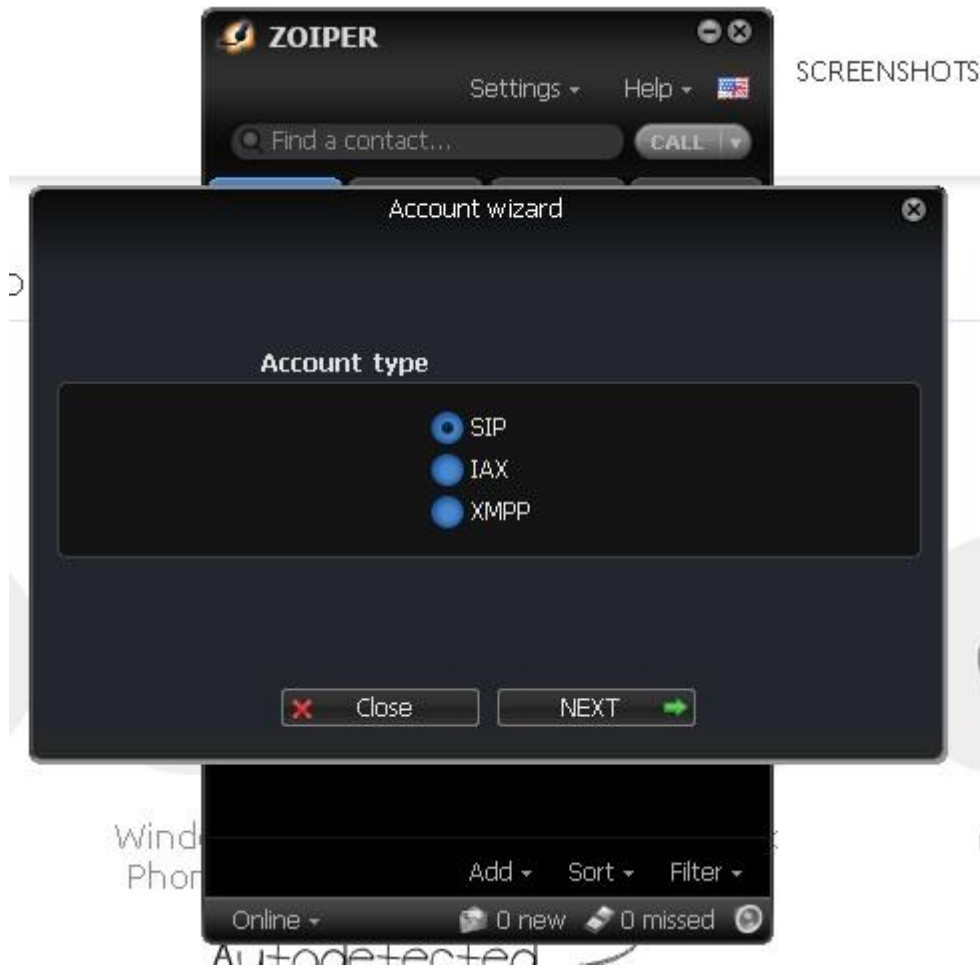 ZOIPER
Settings Help
SCREENSHOTS
Find a contact... CALL
Account wizard
Account type
SIP
IAX
XMPP
Close NEXT
Add Sort Filter
Online 0 new 0 missed
Autodetected